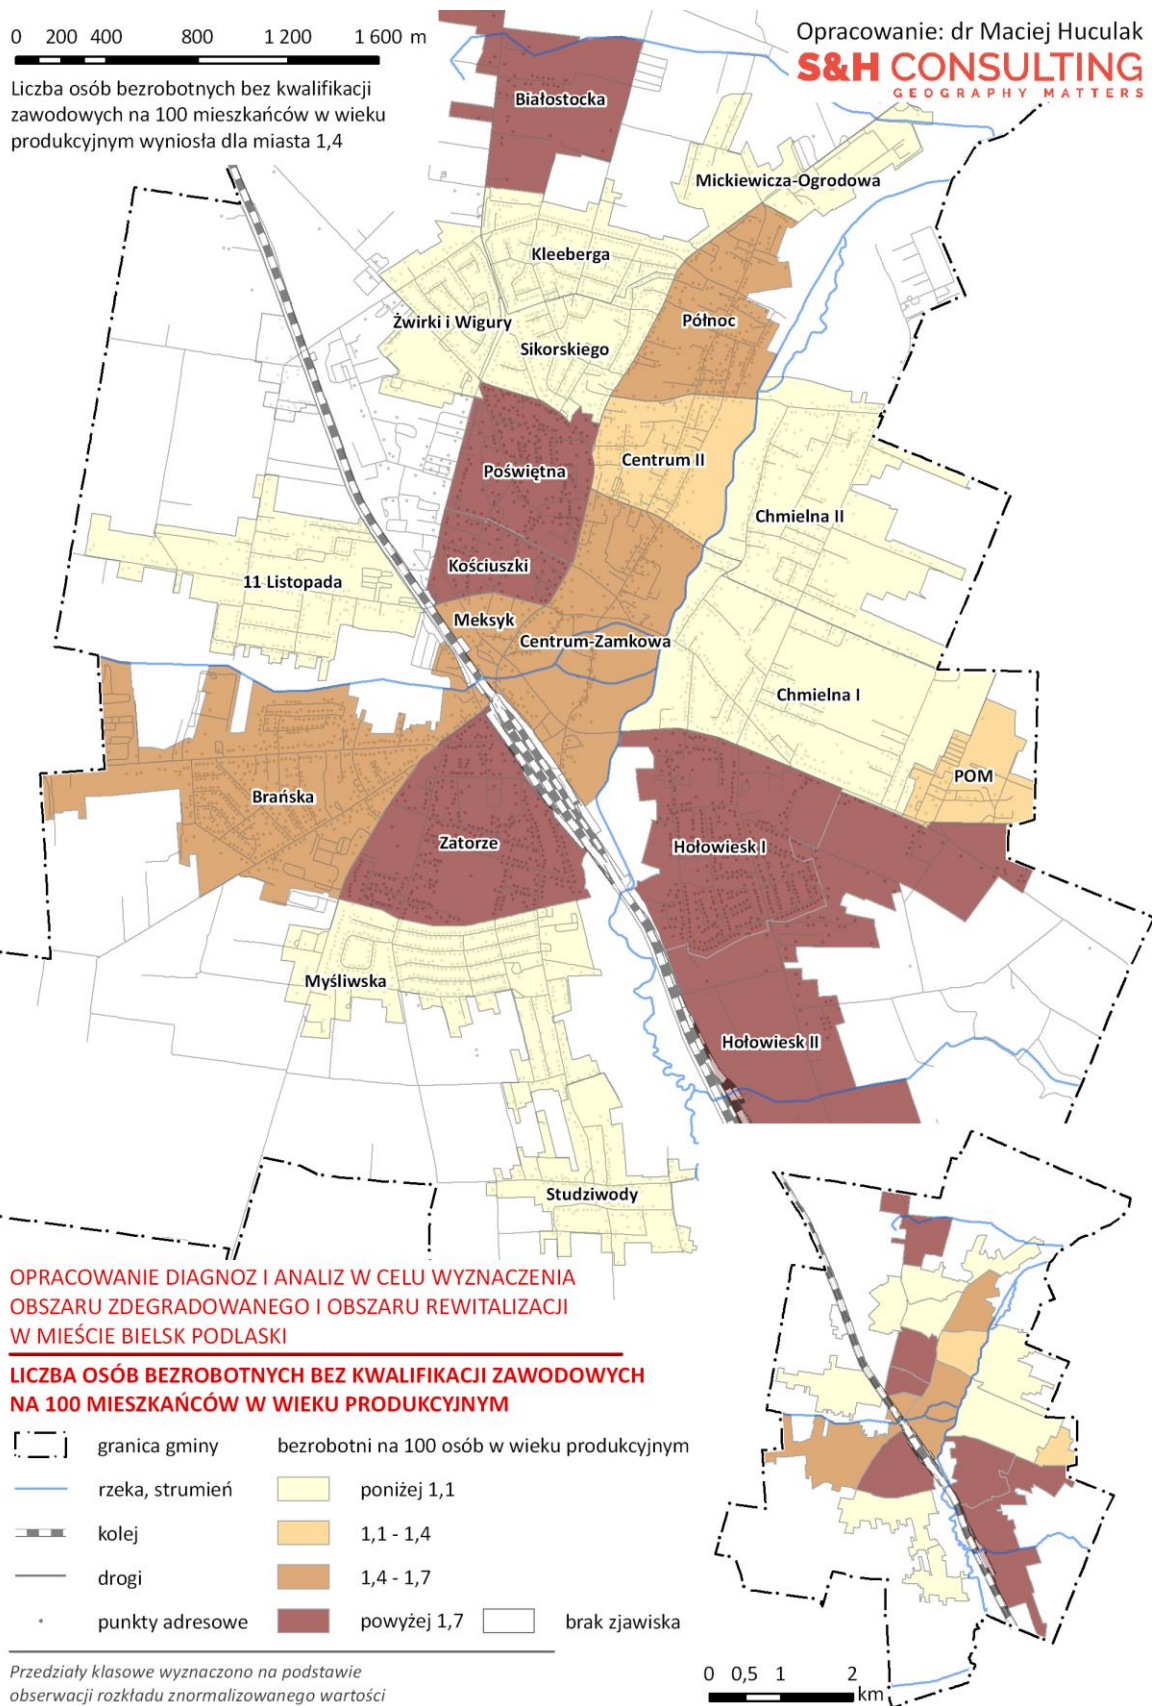 0 200 400 800 1 200 1 600 m
Liczba osób bezrobotnych bez kwalifikacji
zawodowych na 100 mieszkańców w wieku
produkcyjnym wyniosła dla miasta 1,4
Opracowanie: dr Maciej Huculak
S&H CONSULTING
GEOGRAPHY MATTERS
Białostocka
Mickiewicza-Ogrodowa
Kleeberga
Żwirki i Wigury
Północ
Sikorskiego
Centrum II
Poświętna
Chmielna II
Kościuszki
11 Listopada
Meksyk
Centrum-Zamkowa
Chmielna I
POM
Brańska
Zatorze
Hołowiesk I
Myśliwska
Hołowiesk II
Studziwody
OPRACOWANIE DIAGNOZ I ANALIZ W CELU WYZNACZENIA
OBSZARU ZDEGRADOWANEGO I OBSZARU REWITALIZACJI
W MIEŚCIE BIELSK PODLASKI
LICZBA OSÓB BEZROBOTNYCH BEZ KWALIFIKACJI ZAWODOWYCH
NA 100 MIESZKAŃCÓW W WIEKU PRODUKCYJNYM
granica gminy
bezrobotni na 100 osób w wieku produkcyjnym
rzeka, strumień
poniżej 1,1
kolej
1,1 - 1,4
drogi
1,4 - 1,7
punkty adresowe
powyżej 1,7
brak zjawiska
Przedziały klasowe wyznaczono na podstawie
obserwacji rozkładu znormalizowanego wartości
0 0,5 1 2
km